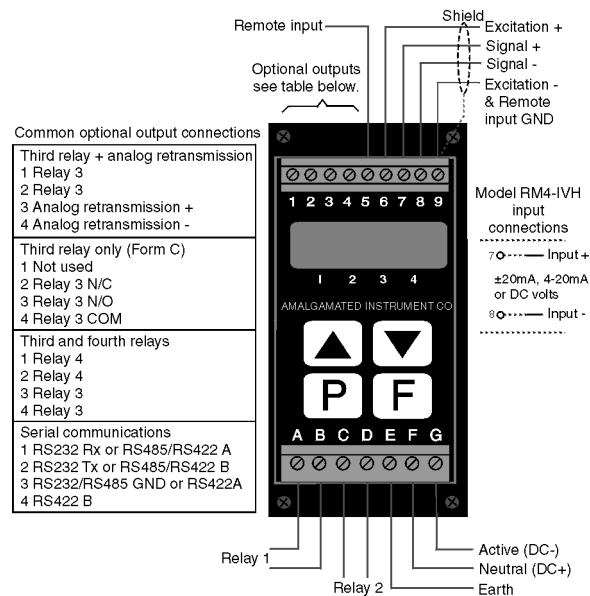 Remote input
Shield
Excitation +
Signal +
Signal -
Excitation -
& Remote
input GND
Optional outputs
see table below.
Common optional output connections
Third relay + analog retransmission
1 Relay 3
2 Relay 3
3 Analog retransmission +
4 Analog retransmission -
Third relay only (Form C)
1 Not used
2 Relay 3 N/C
3 Relay 3 N/O
4 Relay 3 COM
Third and fourth relays
1 Relay 4
2 Relay 4
3 Relay 3
4 Relay 3
Serial communications
1 RS232 Rx or RS485/RS422 A
2 RS232 Tx or RS485/RS422 B
3 RS232/RS485 GND or RS422A
4 RS422 B
1 2 3 4 5 6 7 8 9
1 2 3 4
AMALGAMATED INSTRUMENT CO
P F
A B C D E F G
Model RM4-IVH
input
connections
7 Input +
±20mA, 4-20mA
or DC volts
8 Input -
Relay 1
Relay 2
Active (DC-)
Neutral (DC+)
Earth